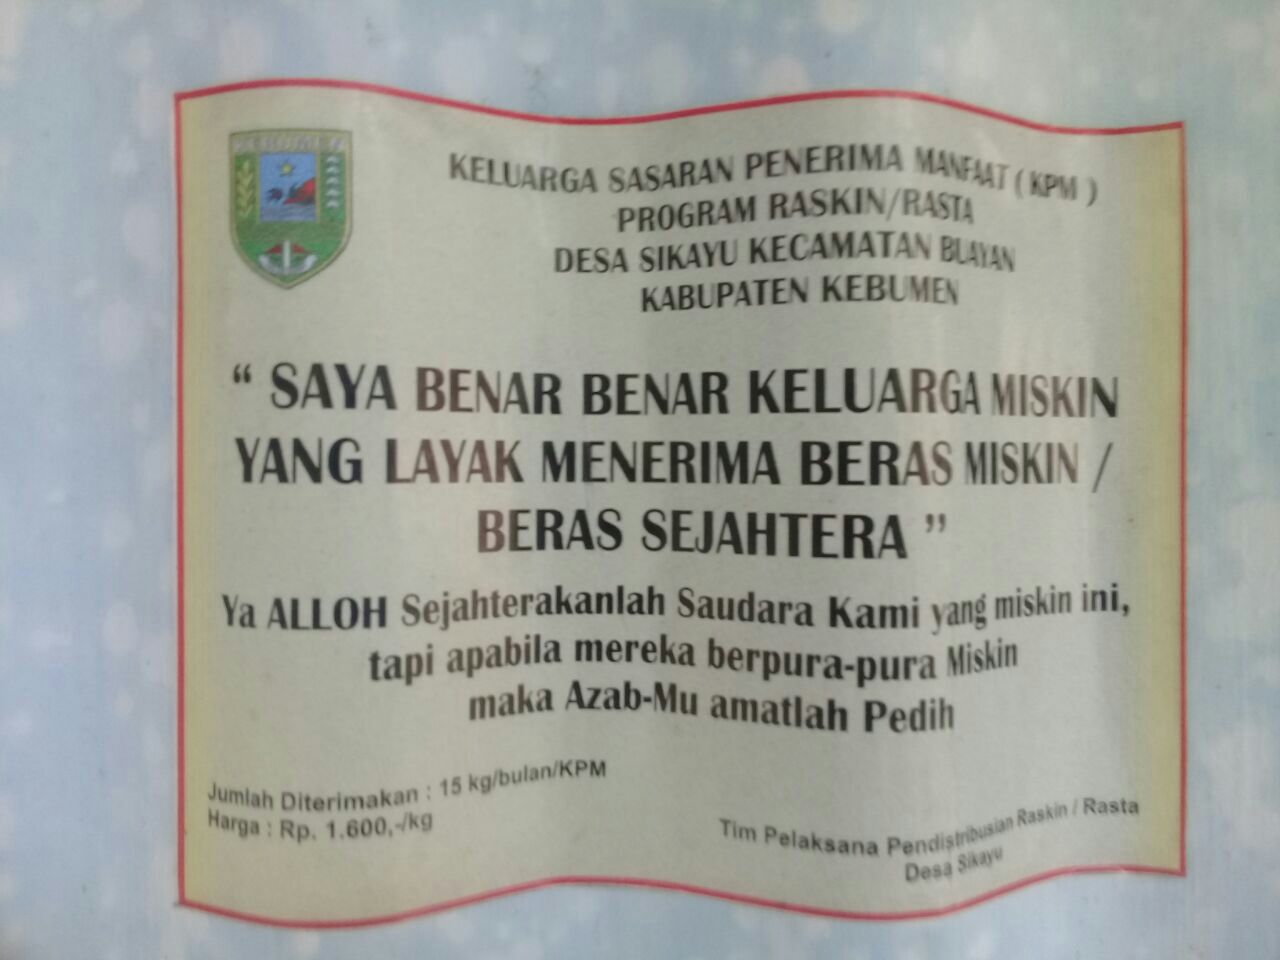 KEBUMEN
KELUARGA SASARAN PENERIMA MANFAAT ( KPM )
PROGRAM RASKIN/RASTA
DESA SIKAYU KECAMATAN BUAYAN
KABUPATEN KEBUMEN
“ SAYA BENAR BENAR KELUARGA MISKIN
YANG LAYAK MENERIMA BERAS MISKIN /
BERAS SEJAHTERA ”
Ya ALLOH Sejahterakanlah Saudara Kami yang miskin ini,
tapi apabila mereka berpura-pura Miskin
maka Azab-Mu amatlah Pedih
Jumlah Diterimakan : 15 kg/bulan/KPM
Harga : Rp. 1.600,-/kg
Tim Pelaksana Pendistribusian Raskin / Rasta
Desa Sikayu